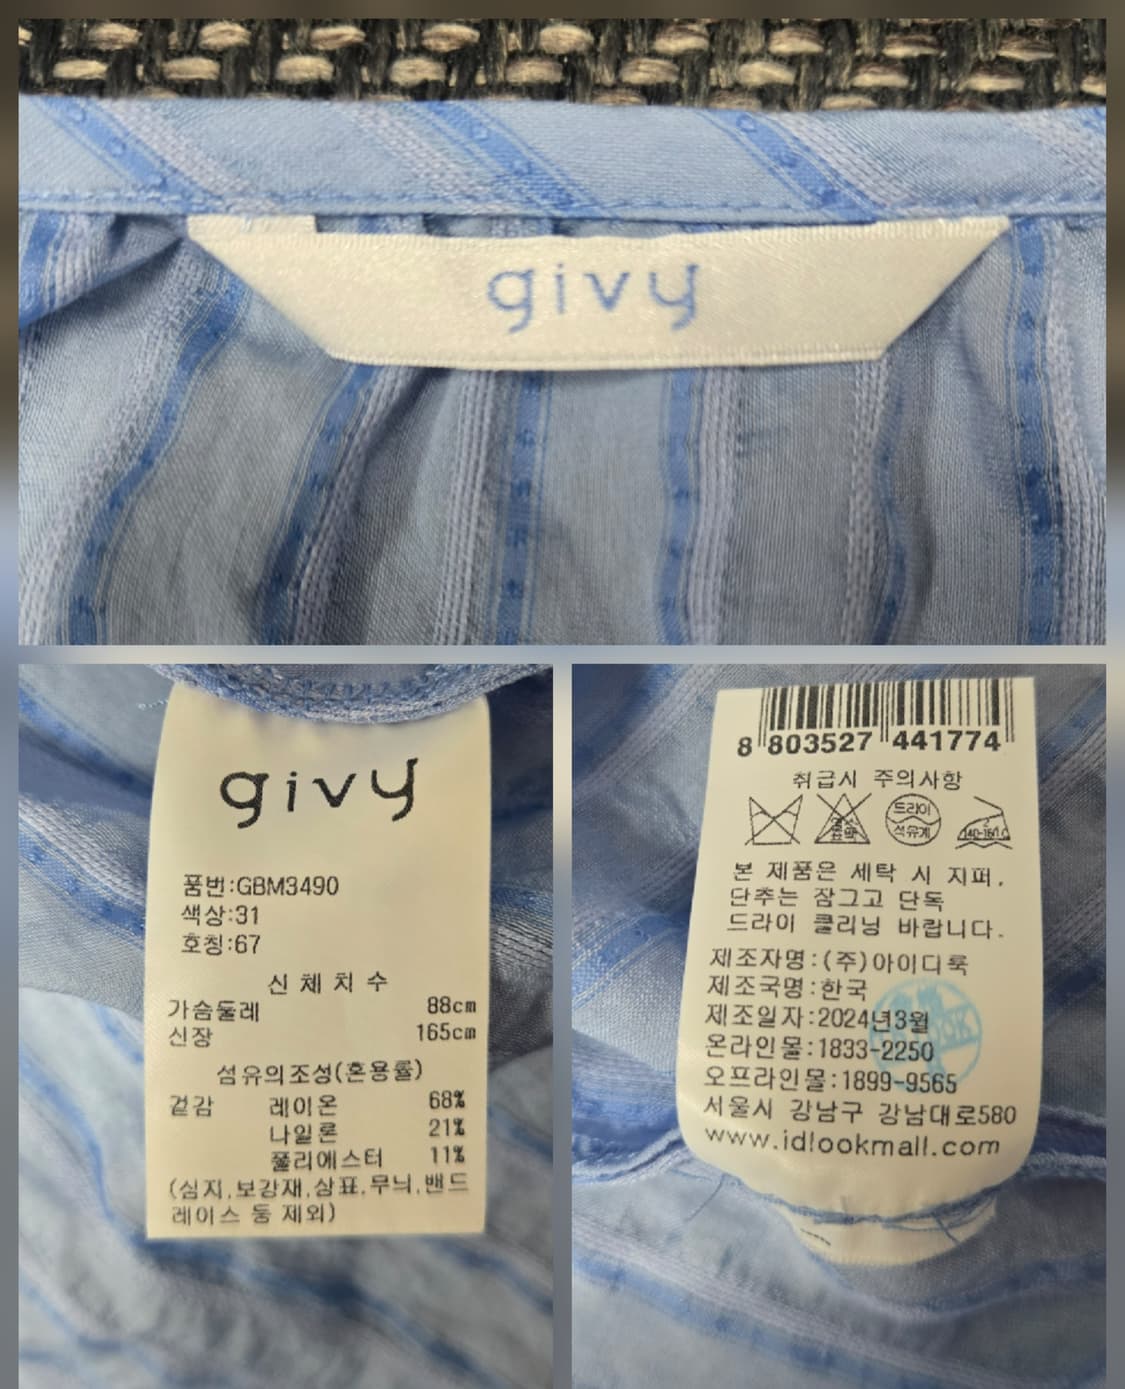 givy
givy
품번:GBM3490
색상:31
호칭:67
신체치수
가슴둘레 88cm
신장 165cm
섬유의조성(혼용률)
겉감 레이온 68%
나일론 21%
폴리에스터 11%
(심지,보강재,상표,무늬,밴드
레이스 등 제외)
8 803527 441774
취급시 주의사항
드라이
석유계
140-160℃
본 제품은 세탁 시 지퍼,
단추는 잠그고 단독
드라이 클리닝 바랍니다.
제조자명:(주)아이디룩
제조국명:한국
제조일자:2024년3월
온라인몰:1833-2250
오프라인몰:1899-9565
서울시 강남구 강남대로580
www.idlookmall.com